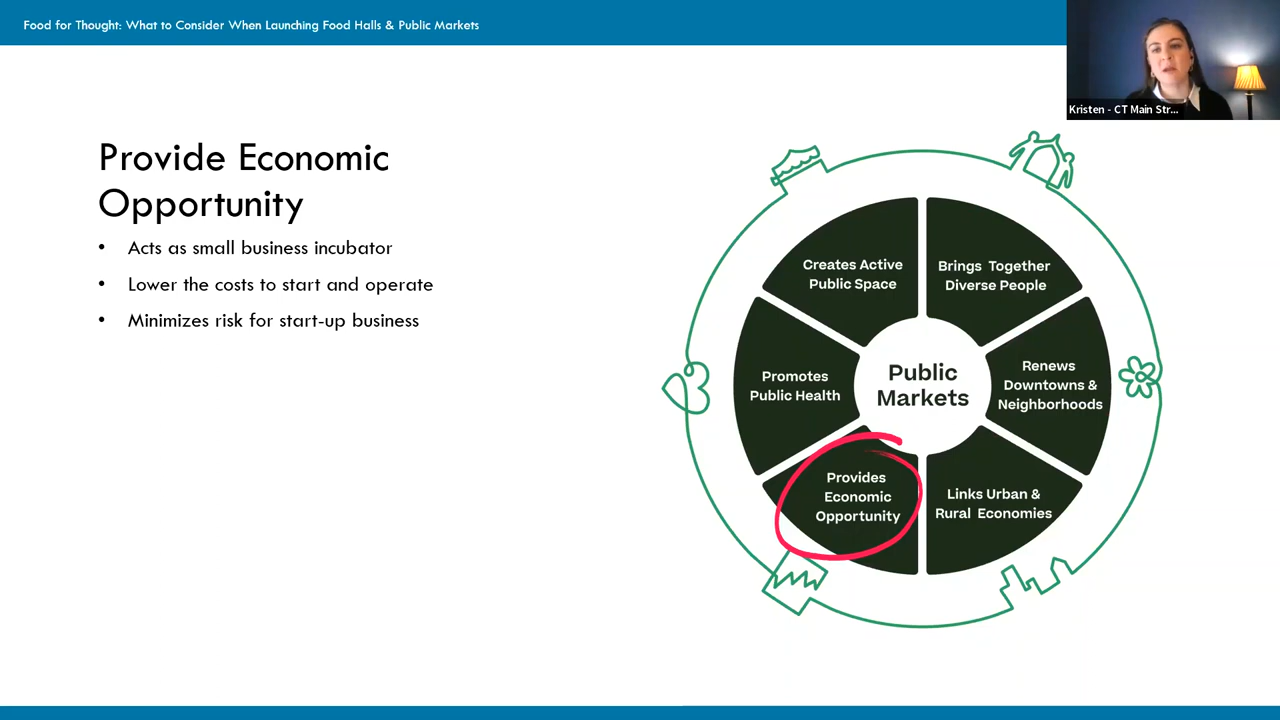 Food for Thought: What to Consider When Launching Food Halls & Public Markets
Kristen - CT Main Str...
Provide Economic
Opportunity
• Acts as small business incubator
• Lower the costs to start and operate
• Minimizes risk for start-up business
Creates Active
Public Space
Brings Together
Diverse People
Promotes
Public Health
Public
Markets
Renews
Downtowns &
Neighborhoods
Provides
Economic
Opportunity
Links Urban &
Rural Economies